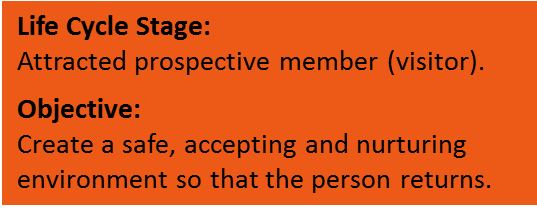 Life Cycle Stage:
Attracted prospective member (visitor).
Objective:
Create a safe, accepting and nurturing
environment so that the person returns.